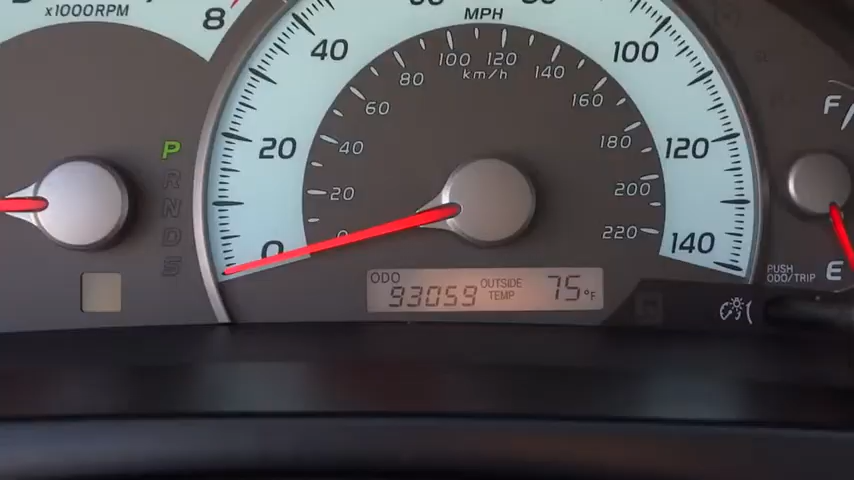 x1000RPM
8
MPH
40
100
20
120
0
140
100 120
km/h
80
140
60
160
40
180
20
200
0
220
P
R
N
D
S
ODO
93059
OUTSIDE
TEMP
75°F
F
E
PUSH
ODO/TRIP